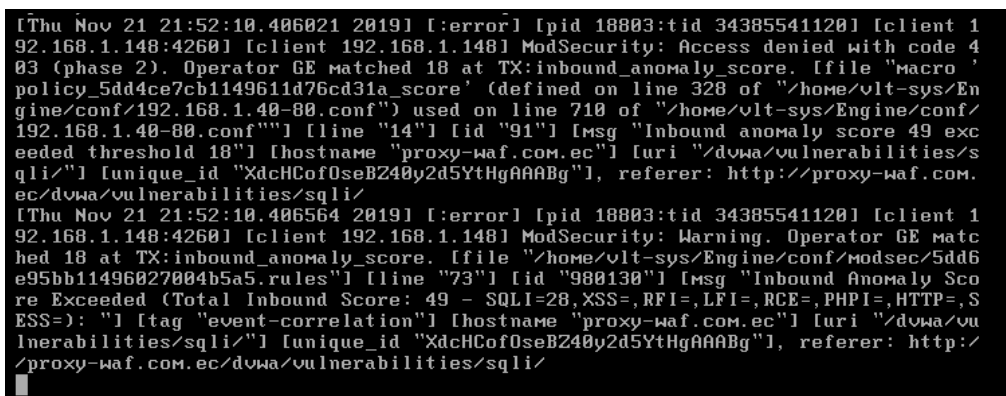 [Thu Nov 21 21:52:10.406021 2019] [:error] [pid 18803:tid 34385541120] [client 1
92.168.1.148:4260] [client 192.168.1.148] ModSecurity: Access denied with code 4
03 (phase 2). Operator GE matched 18 at TX:inbound_anomaly_score. [file "macro '
policy_5dd4ce7cb1149611d76cd31a_score' (defined on line 328 of "/home/vlt-sys/En
gine/conf/192.168.1.40-80.conf") used on line 710 of "/home/vlt-sys/Engine/conf/
192.168.1.40-80.conf""] [line "14"] [id "91"] [msg "Inbound anomaly score 49 exc
eeded threshold 18"] [hostname "proxy-waf.com.ec"] [uri "/dvwa/vulnerabilities/s
qli/"] [unique_id "XdcHCofOseBZ40y2d5YtHgAAABg"], referer: http://proxy-waf.com.
ec/dvwa/vulnerabilities/sqli/
[Thu Nov 21 21:52:10.406564 2019] [:error] [pid 18803:tid 34385541120] [client 1
92.168.1.148:4260] [client 192.168.1.148] ModSecurity: Warning. Operator GE matc
hed 18 at TX:inbound_anomaly_score. [file "/home/vlt-sys/Engine/conf/modsec/5dd6
e95bb11496027004b5a5.rules"] [line "73"] [id "980130"] [msg "Inbound Anomaly Sco
re Exceeded (Total Inbound Score: 49 - SQLI=28,XSS=,RFI=,LFI=,RCE=,PHPI=,HTTP=,S
ESS=): "] [tag "event-correlation"] [hostname "proxy-waf.com.ec"] [uri "/dvwa/vu
lnerabilities/sqli/"] [unique_id "XdcHCofOseBZ40y2d5YtHgAAABg"], referer: http:/
/proxy-waf.com.ec/dvwa/vulnerabilities/sqli/